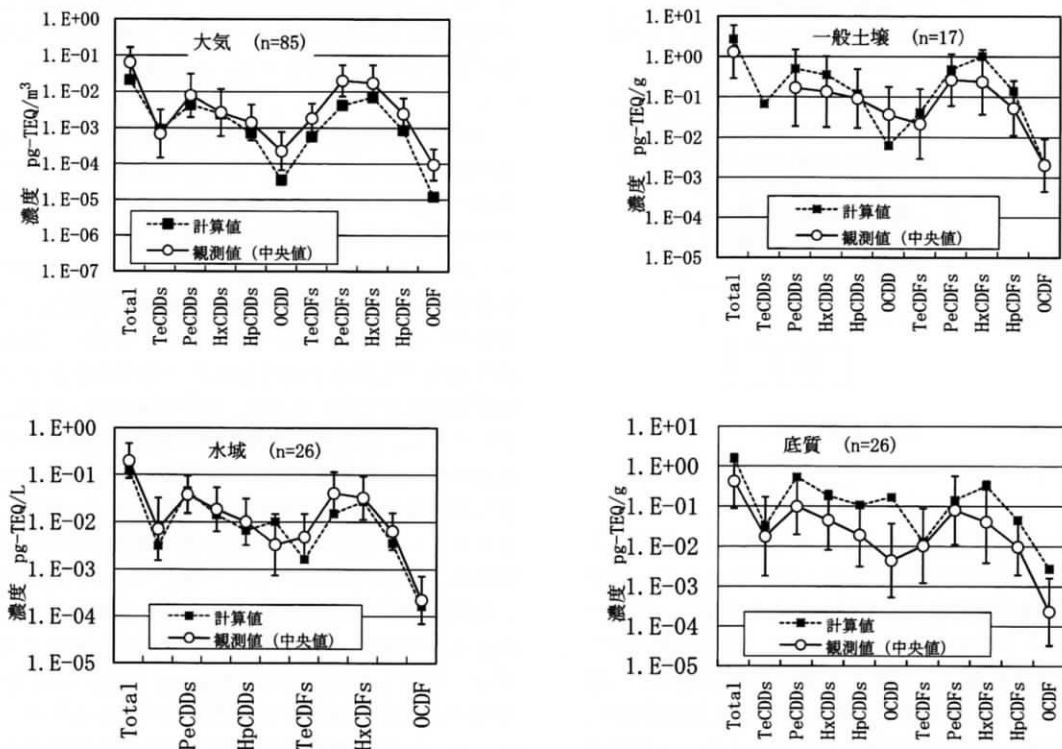 大気 (n=85)
濃度 pg-TEQ/m³
1.E+00
1.E-01
1.E-02
1.E-03
1.E-04
1.E-05
1.E-06
1.E-07
計算値
観測値 (中央値)
Total
TeCDDs
PeCDDs
HxCDDs
HpCDDs
OCDD
TeCDFs
PeCDFs
HxCDFs
HpCDFs
OCDF
一般土壌 (n=17)
濃度 pg-TEQ/g
1.E+01
1.E+00
1.E-01
1.E-02
1.E-03
1.E-04
1.E-05
計算値
観測値 (中央値)
Total
TeCDDs
PeCDDs
HxCDDs
HpCDDs
OCDD
TeCDFs
PeCDFs
HxCDFs
HpCDFs
OCDF
水域 (n=26)
濃度 pg-TEQ/L
1.E+00
1.E-01
1.E-02
1.E-03
1.E-04
1.E-05
計算値
観測値 (中央値)
Total
PeCDDs
HpCDDs
TeCDFs
HxCDFs
OCDF
底質 (n=26)
濃度 pg-TEQ/g
1.E+01
1.E+00
1.E-01
1.E-02
1.E-03
1.E-04
1.E-05
計算値
観測値 (中央値)
Total
TeCDDs
PeCDDs
HxCDDs
HpCDDs
OCDD
TeCDFs
PeCDFs
HxCDFs
HpCDFs
OCDF